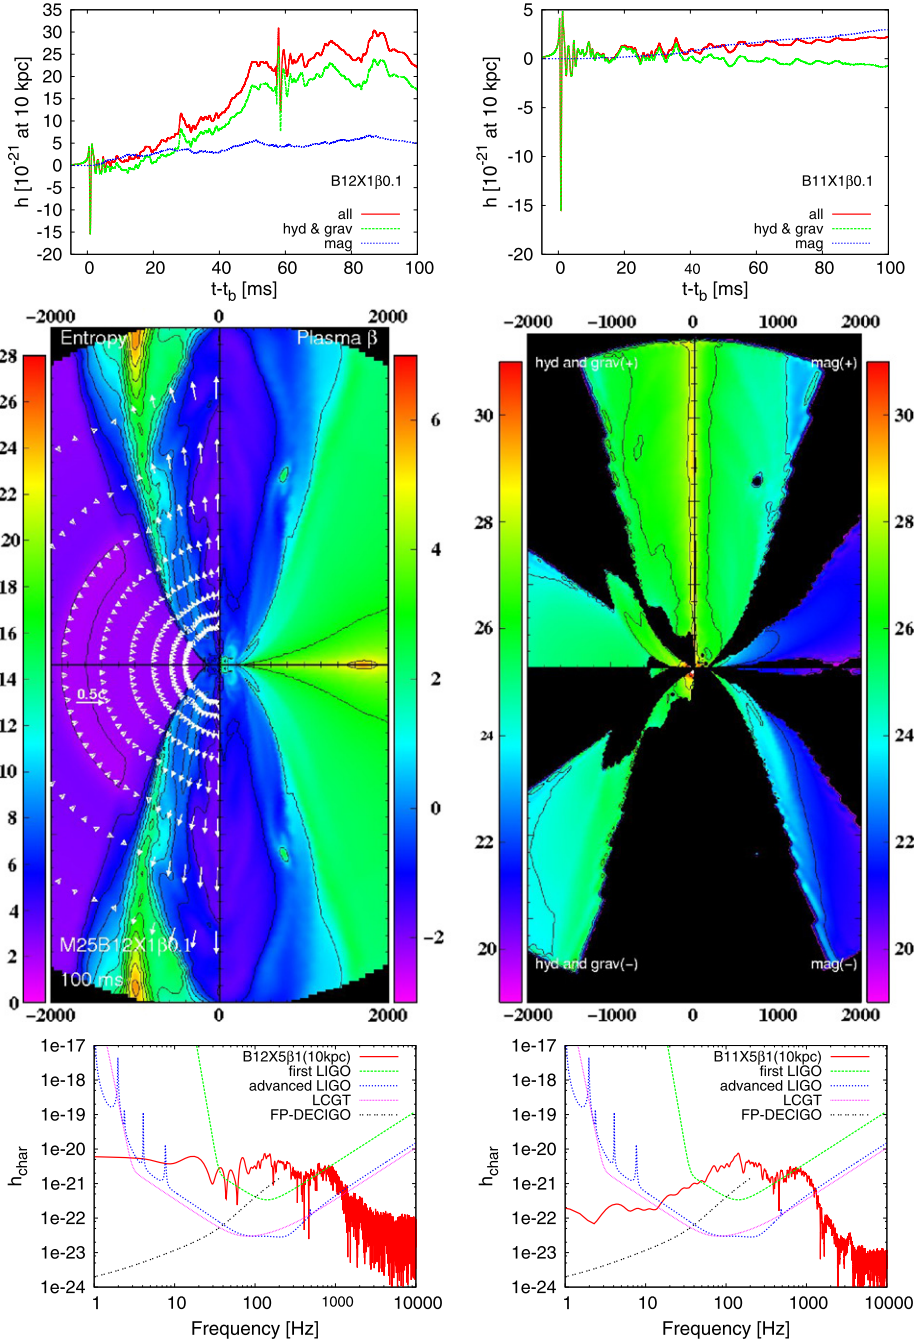 35
30
25
20
15
10
5
0
-5
-10
-15
-20
h [10⁻²¹ at 10 kpc]
B12X1β0.1
all
hyd & grav
mag
0 20 40 60 80 100
t-t_b [ms]
5
0
-5
-10
-15
-20
h [10⁻²¹ at 10 kpc]
B11X1β0.1
all
hyd & grav
mag
0 20 40 60 80 100
t-t_b [ms]
-2000 0 2000
Entropy Plasma β
28
26
24
22
20
18
16
14
12
10
8
6
4
2
0
0.5c
M25B12X1β0.1
100 ms
6
4
2
0
-2
-2000 0 2000
-2000 -1000 0 1000 2000
hyd and grav(+) mag(+)
30
28
26
24
22
20
hyd and grav(-) mag(-)
30
28
26
24
22
20
-2000 -1000 0 1000 2000
1e-17
1e-18
1e-19
1e-20
1e-21
1e-22
1e-23
1e-24
h_char
B12X5β1(10kpc)
first LIGO
advanced LIGO
LCGT
FP-DECIGO
1 10 100 1000 10000
Frequency [Hz]
1e-17
1e-18
1e-19
1e-20
1e-21
1e-22
1e-23
1e-24
h_char
B11X5β1(10kpc)
first LIGO
advanced LIGO
LCGT
FP-DECIGO
1 10 100 1000 10000
Frequency [Hz]